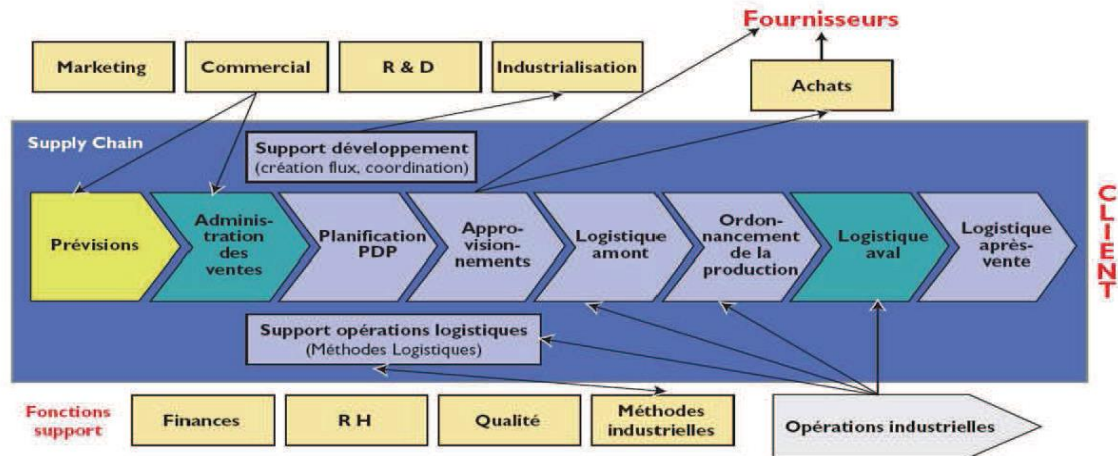 Fournisseurs
Marketing
Commercial
R & D
Industrialisation
Achats
Supply Chain
Support développement
(création flux, coordination)
Prévisions
Adminis-
tration
des
ventes
Planification
PDP
Appro-
vision-
nements
Logistique
amont
Ordon-
nancement
de la
production
Logistique
aval
Logistique
après-
vente
CLIENT
Support opérations logistiques
(Méthodes Logistiques)
Fonctions
support
Finances
R H
Qualité
Méthodes
industrielles
Opérations industrielles